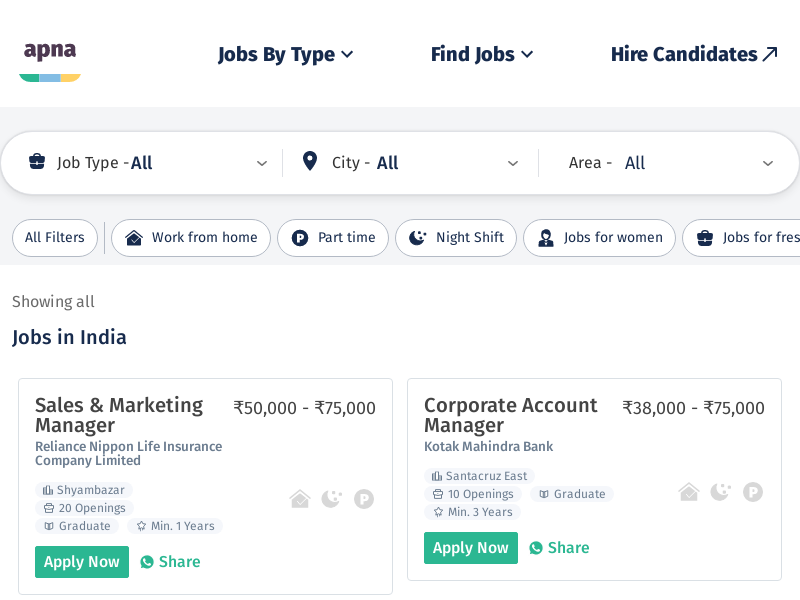 apna
Jobs By Type
Find Jobs
Hire Candidates
Job Type - All
City - All
Area - All
All Filters
Work from home
Part time
Night Shift
Jobs for women
Jobs for fres
Showing all
Jobs in India
Sales & Marketing
Manager
₹50,000 - ₹75,000
Reliance Nippon Life Insurance
Company Limited
Shyambazar
20 Openings
Graduate
Min. 1 Years
Apply Now
Share
Corporate Account
Manager
₹38,000 - ₹75,000
Kotak Mahindra Bank
Santacruz East
10 Openings
Graduate
Min. 3 Years
Apply Now
Share